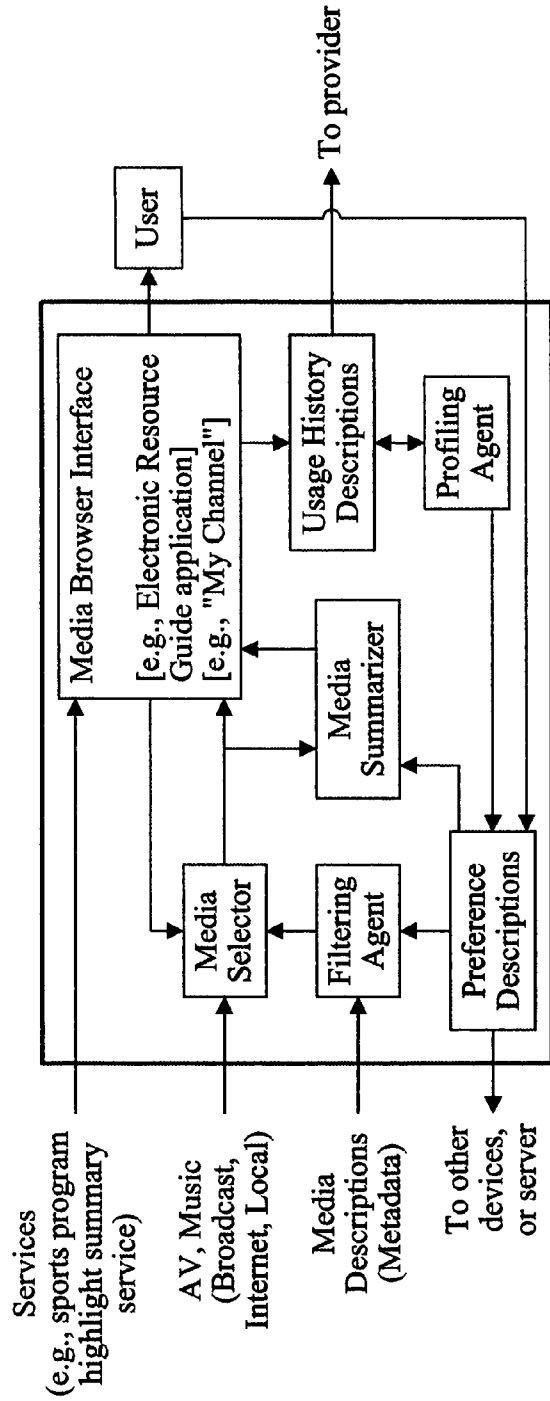 Services
(e.g., sports program
highlight summary
service)
AV, Music
(Broadcast,
Internet, Local)
Media
Descriptions
(Metadata)
To other
devices,
or server
Media
Selector
Filtering
Agent
Preference
Descriptions
Media
Summarizer
Media Browser Interface
[e.g., Electronic Resource
Guide application]
[e.g., "My Channel"]
Usage History
Descriptions
Profiling
Agent
User
To provider